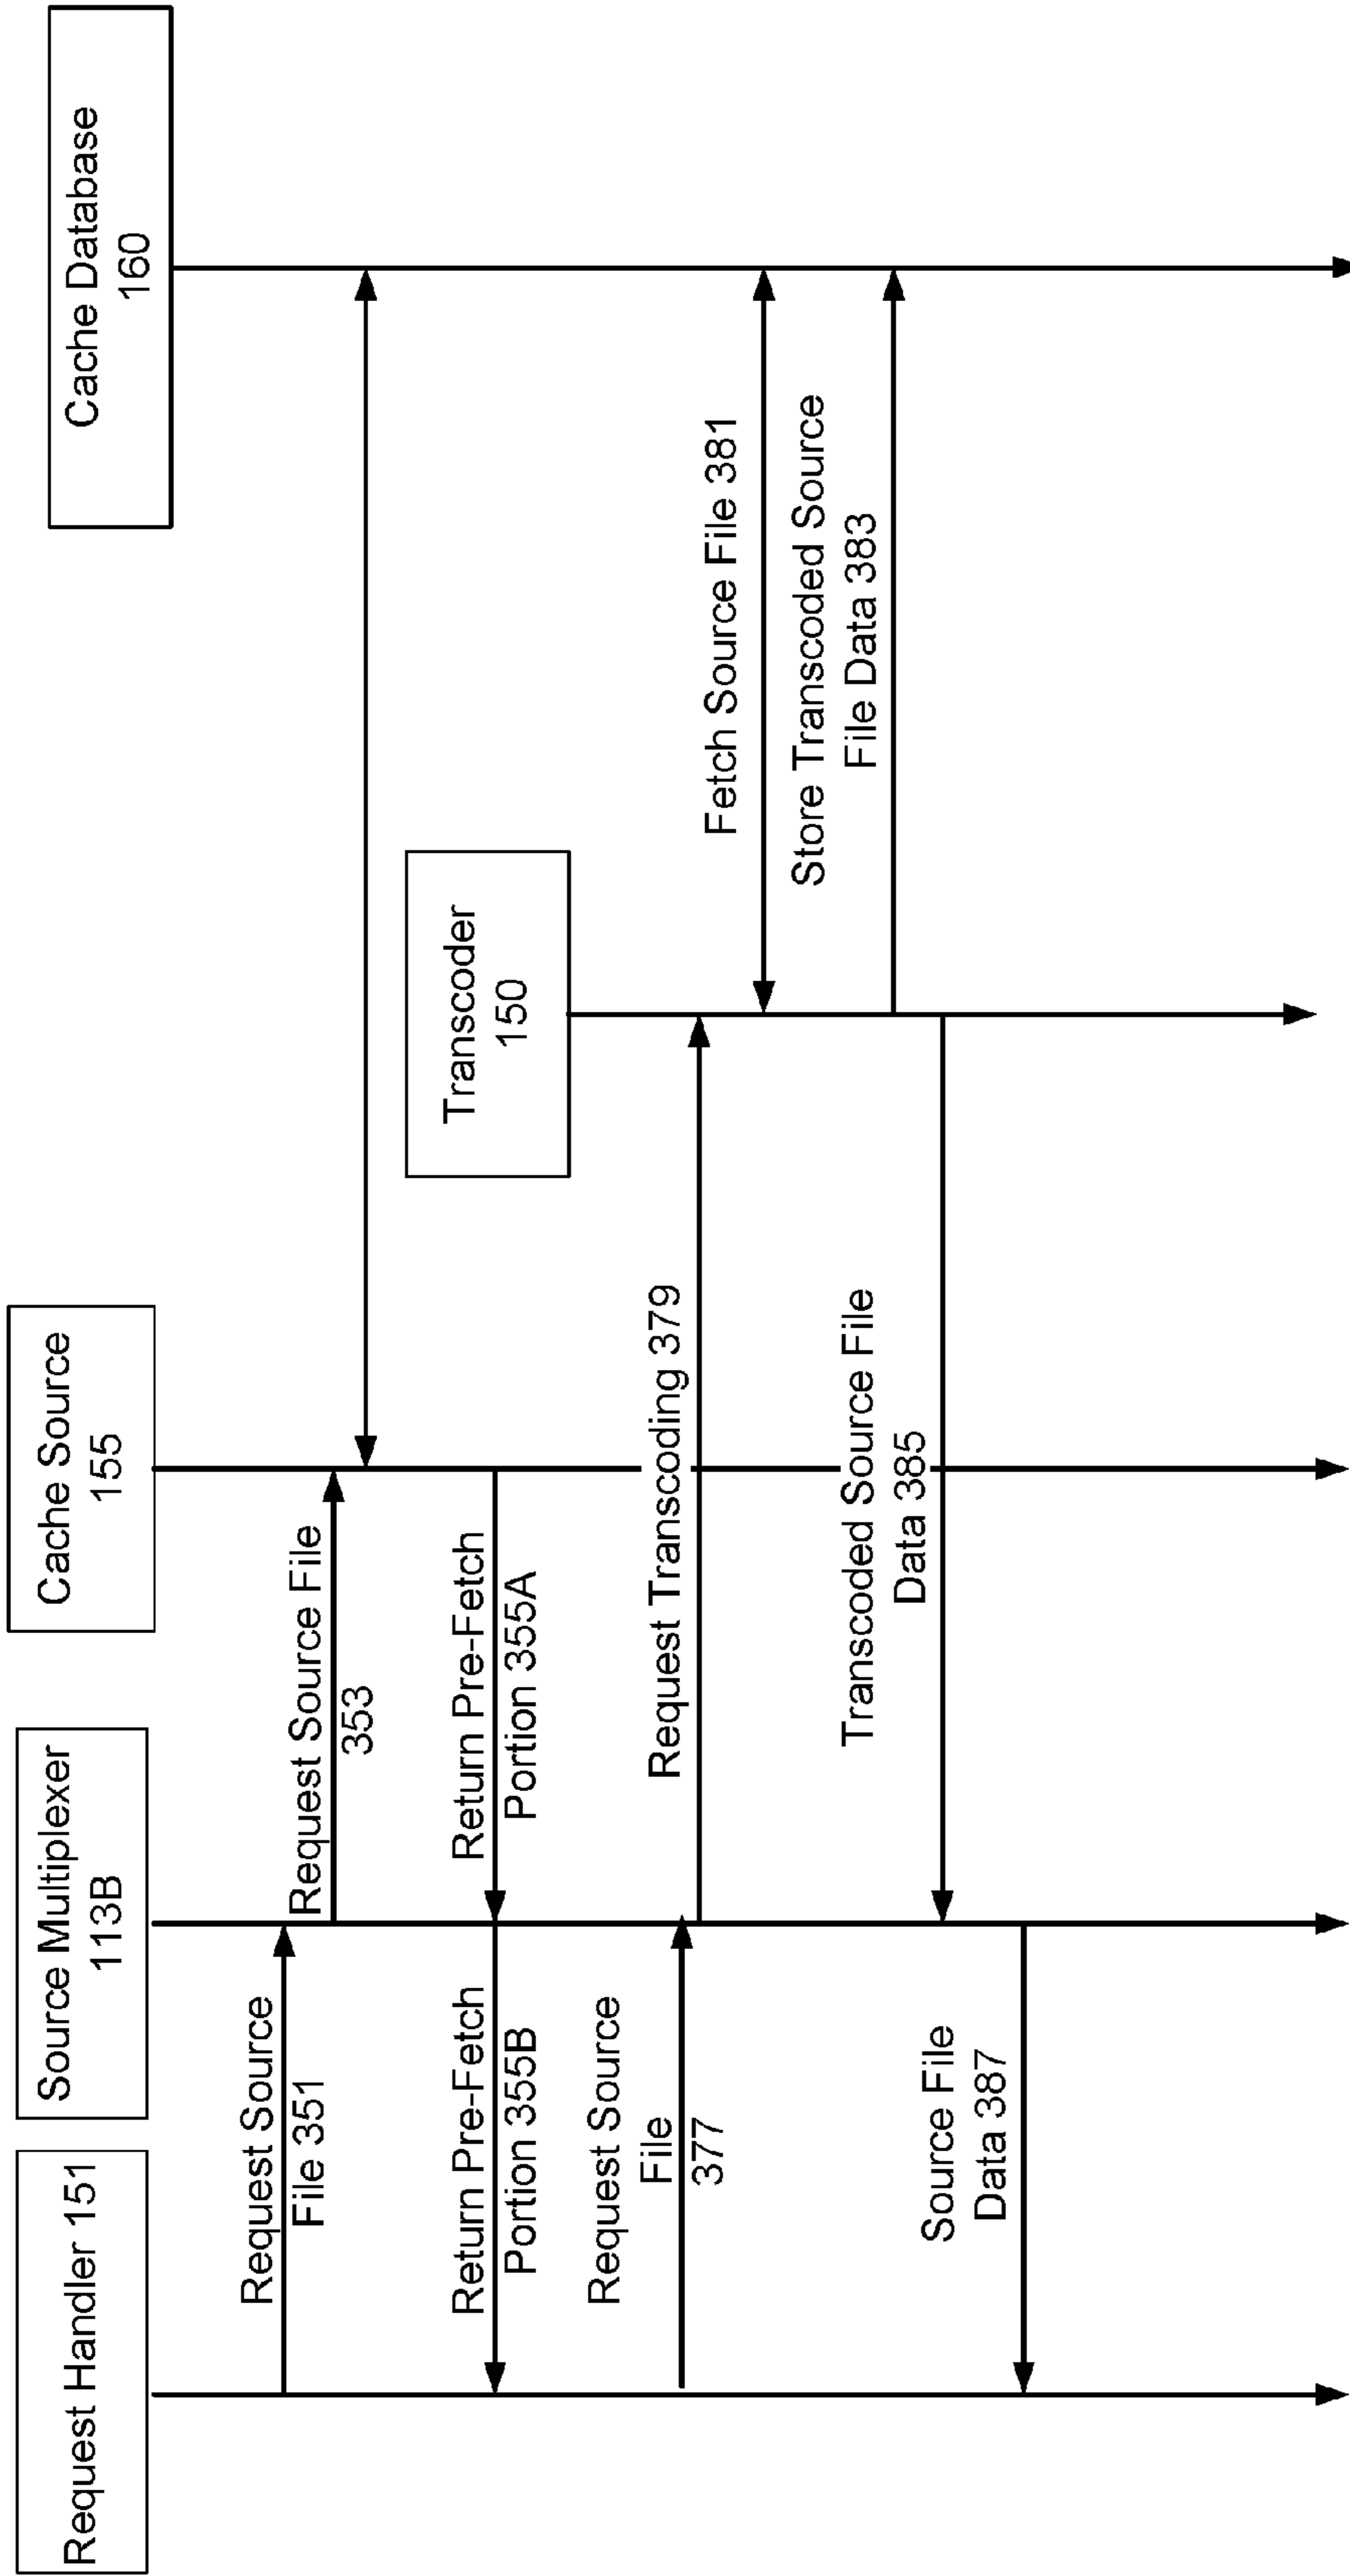 Request Handler 151
Source Multiplexer
113B
Cache Source
155
Cache Database
160
Request Source
File 351
Request Source File
353
Return Pre-Fetch
Portion 355A
Return Pre-Fetch
Portion 355B
Transcoder
150
Request Source
File
377
Request Transcoding 379
Fetch Source File 381
Store Transcoded Source
File Data 383
Transcoded Source File
Data 385
Source File
Data 387